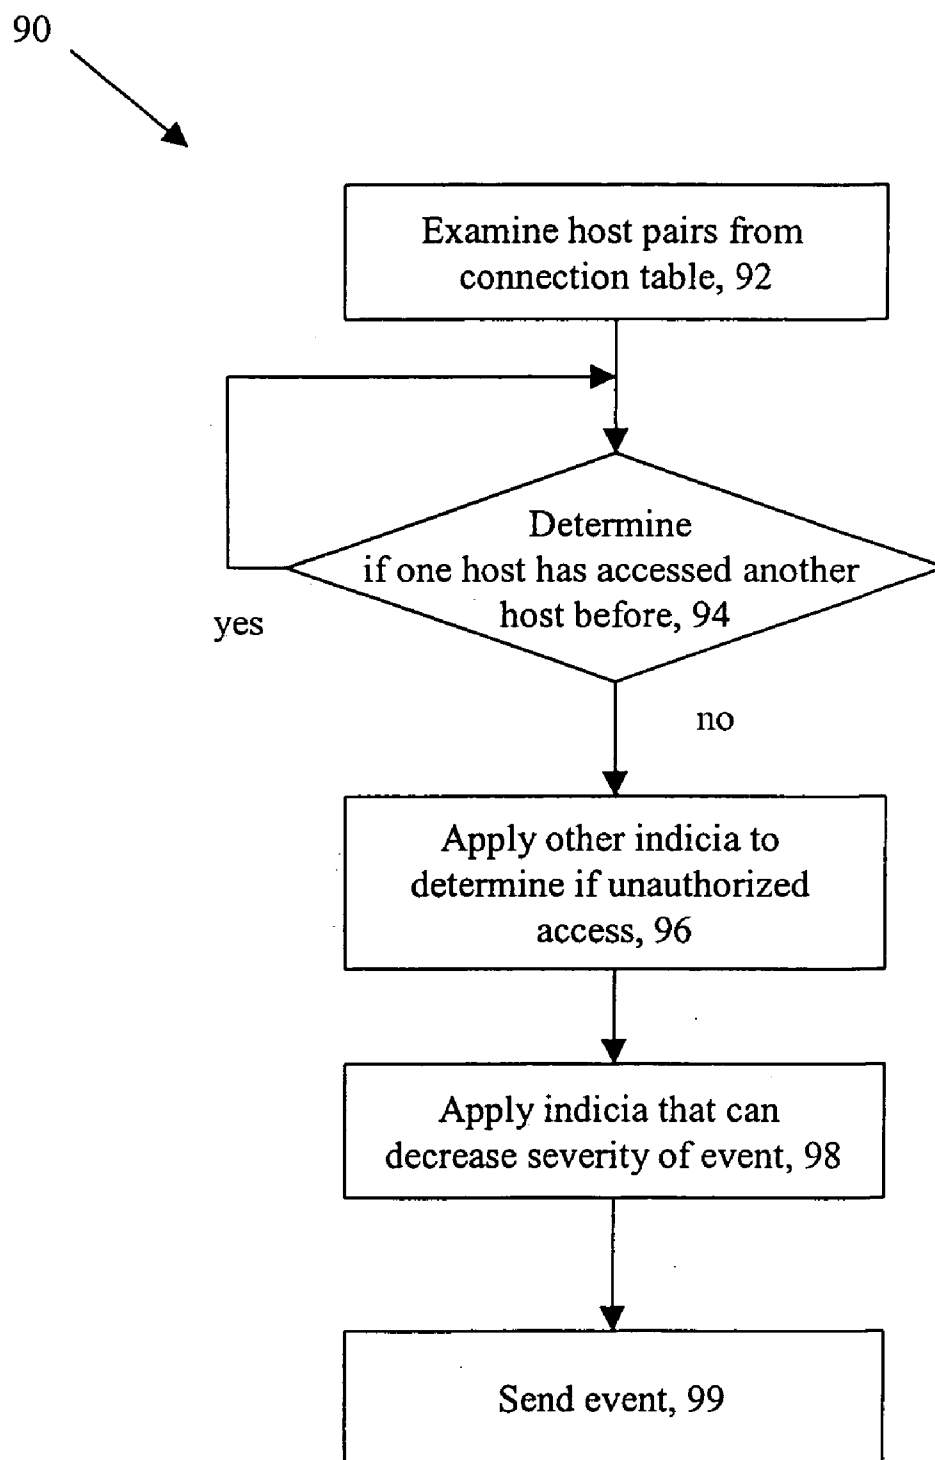 90
Examine host pairs from
connection table, 92
Determine
if one host has accessed another
host before, 94
yes
no
Apply other indicia to
determine if unauthorized
access, 96
Apply indicia that can
decrease severity of event, 98
Send event, 99